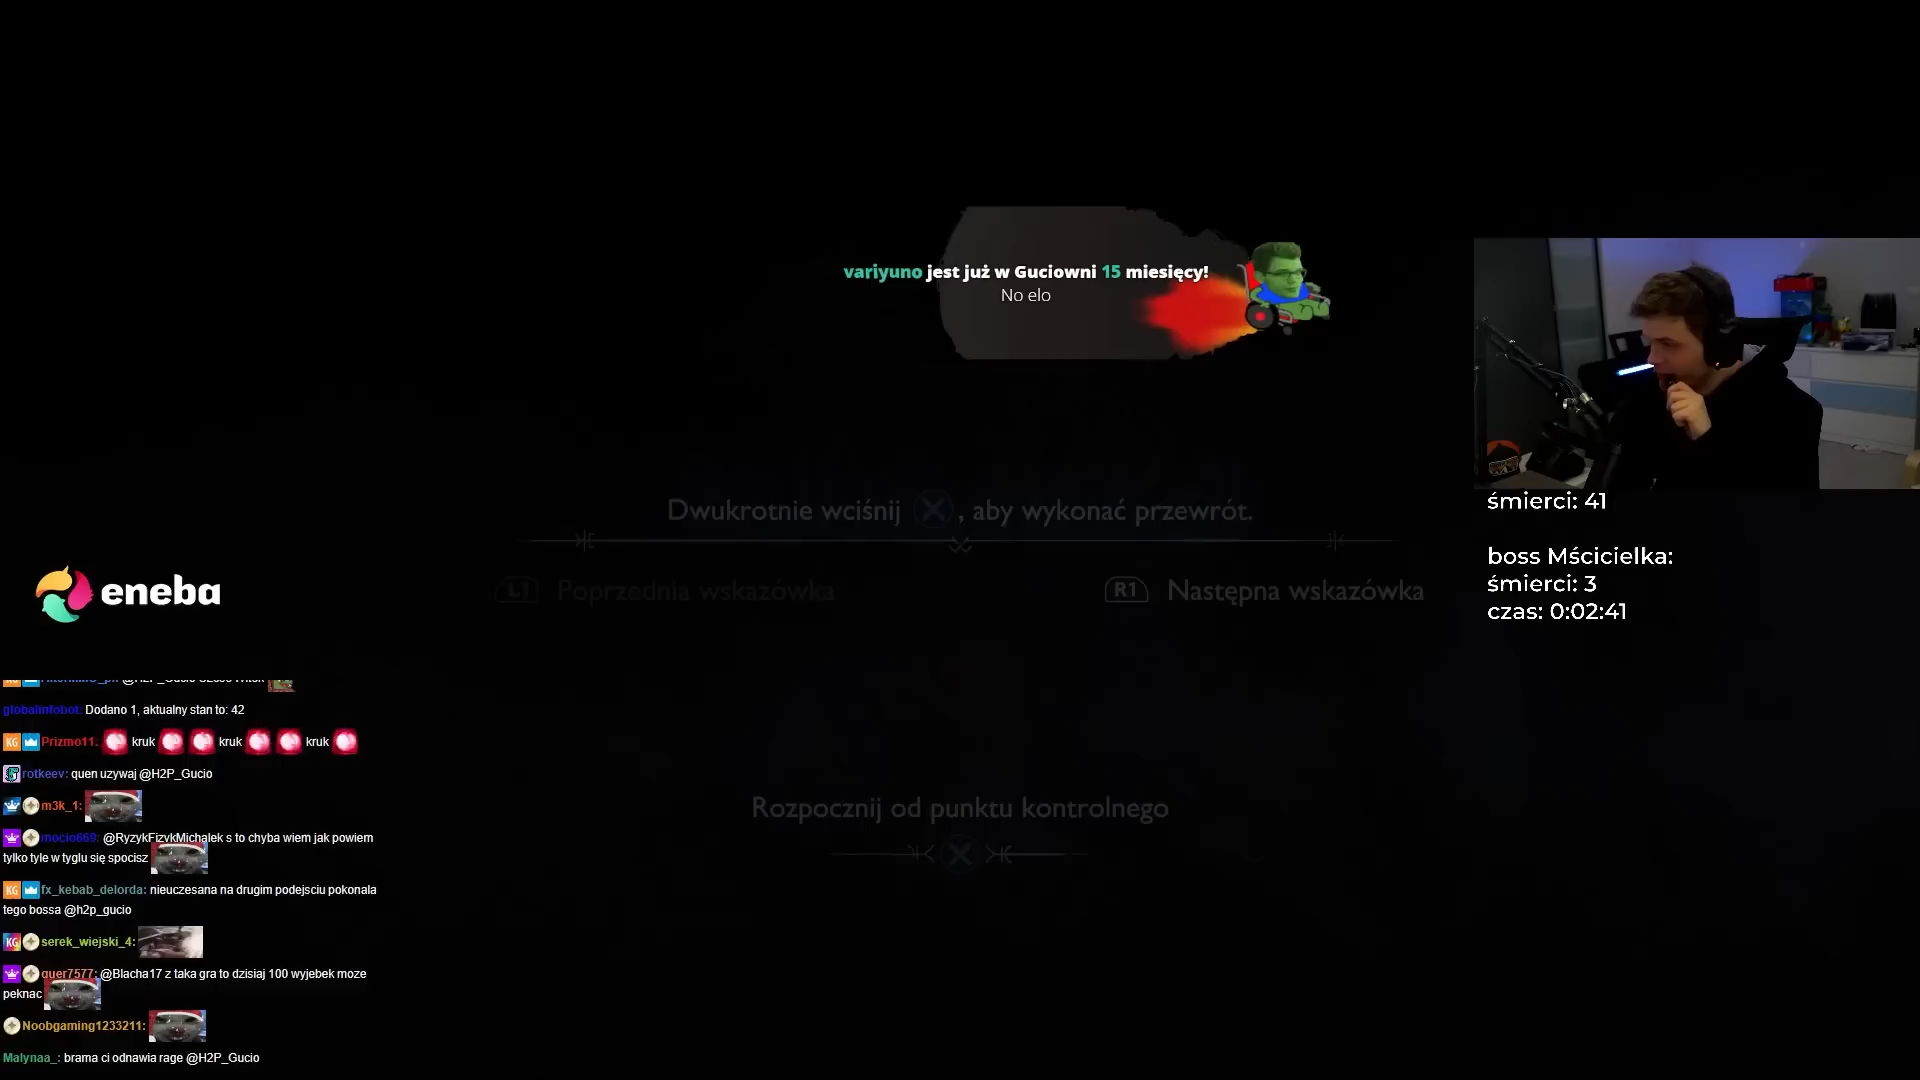 variyuno jest już w Guciowni 15 miesięcy!
No elo
śmierci: 41
boss Mścicielka:
śmierci: 3
czas: 0:02:41
Dwukrotnie wciśnij X, aby wykonać przewrót.
L1 Poprzednia wskazówka
R1 Następna wskazówka
Rozpocznij od punktu kontrolnego
eneba
globalinfobot: Dodano 1, aktualny stan to: 42
KG Prizmo11: kruk kruk kruk
rotkeev: quen uzywaj @H2P_Gucio
m3k_1:
mocio669: @RyzykFizykMichalek s to chyba wiem jak powiem
tylko tyle w tyglu się spocisz
KG fx_kebab_delorda: nieuczesana na drugim podejsciu pokonala
tego bossa @h2p_gucio
KG serek_wiejski_4:
quer7577: @Blacha17 z taka gra to dzisiaj 100 wyjebek moze
peknac
Noobgaming1233211:
Malynaa_: brama ci odnawia rage @H2P_Gucio